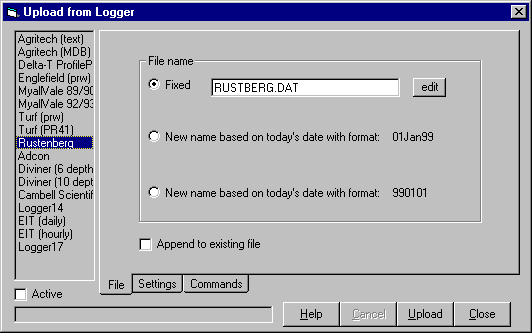 Upload from Logger
Agritech (text)
Agritech (MDB)
Delta-T ProfileP
Englefield (prw)
MyallVale 89/90
MyallVale 92/93
Turf (prw)
Turf (PR41)
Rustenberg
Adcon
Diviner (6 depth
Diviner (10 dept
Cambell Scientif
Logger14
EIT (daily)
EIT (hourly)
Logger17
Active
File name
Fixed RUSTBERG.DAT edit
New name based on today's date with format: 01Jan99
New name based on today's date with format: 990101
Append to existing file
File Settings Commands
Help Cancel Upload Close